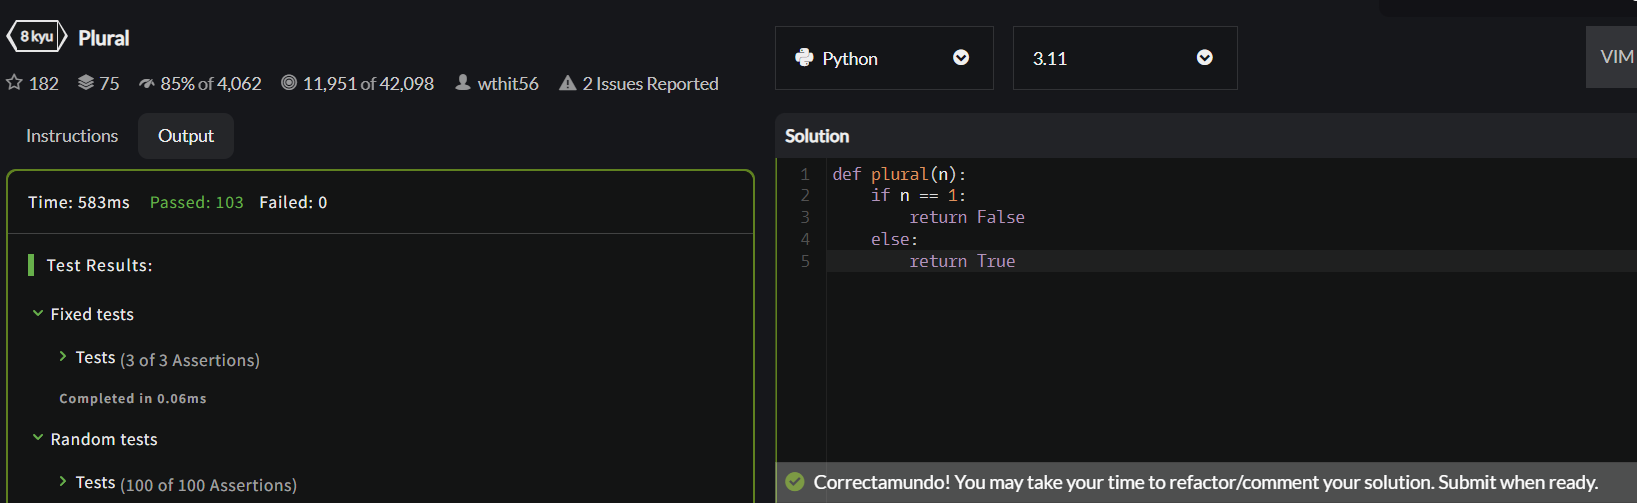 8 kyu Plural
182 75 85% of 4,062 11,951 of 42,098 wthit56 2 Issues Reported
Instructions Output
Time: 583ms Passed: 103 Failed: 0
Test Results:
Fixed tests
Tests (3 of 3 Assertions)
Completed in 0.06ms
Random tests
Tests (100 of 100 Assertions)
Python 3.11 VIM
Solution
1 def plural(n):
2     if n == 1:
3         return False
4     else:
5         return True
Correctamundo! You may take your time to refactor/comment your solution. Submit when ready.